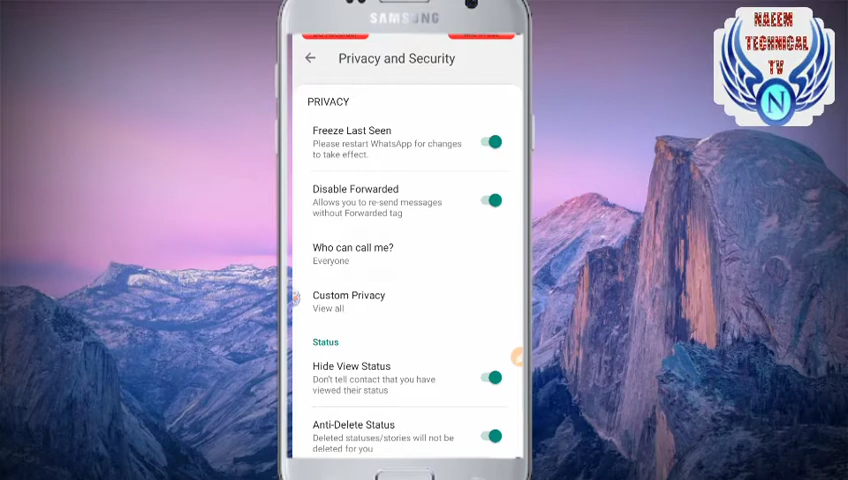 SAMSUNG
NAEEM
TECHNICAL
TV
N
Privacy and Security
PRIVACY
Freeze Last Seen
Please restart WhatsApp for changes
to take effect.
Disable Forwarded
Allows you to re-send messages
without Forwarded tag
Who can call me?
Everyone
Custom Privacy
View all
Status
Hide View Status
Don't tell contact that you have
viewed their status
Anti-Delete Status
Deleted statuses/stories will not be
deleted for you